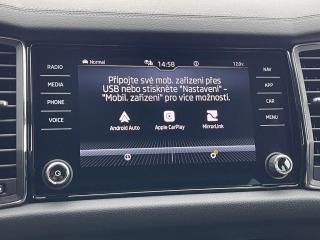 RADIO
MEDIA
PHONE
VOICE
Normal
14:58
12.0°C
Připojte své mob. zařízení přes
USB nebo stiskněte "Nastavení" -
"Mobil. zařízení" pro více možností.
Android Auto
Apple CarPlay
MirrorLink
NAV
APP
CAR
MENU